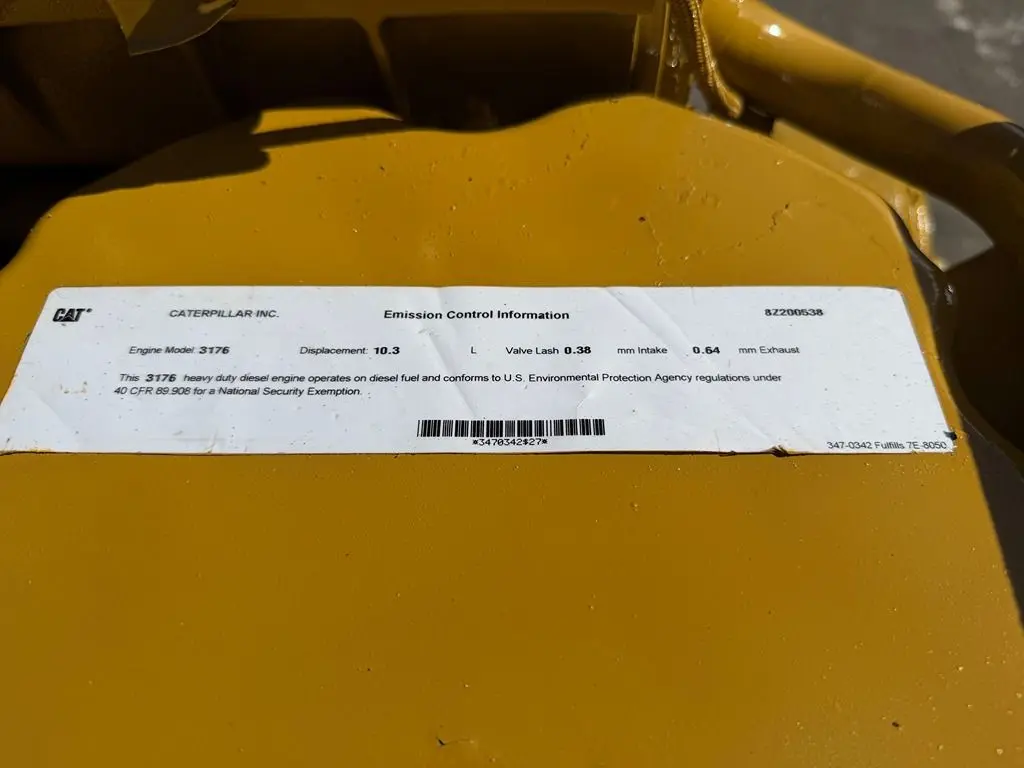 CAT® CATERPILLAR INC. Emission Control Information 8Z200538
Engine Model: 3176 Displacement: 10.3 L Valve Lash 0.38 mm Intake 0.64 mm Exhaust
This 3176 heavy duty diesel engine operates on diesel fuel and conforms to U.S. Environmental Protection Agency regulations under
40 CFR 89.908 for a National Security Exemption.
*3470342$27*
347-0342 Fulfills 7E-8050